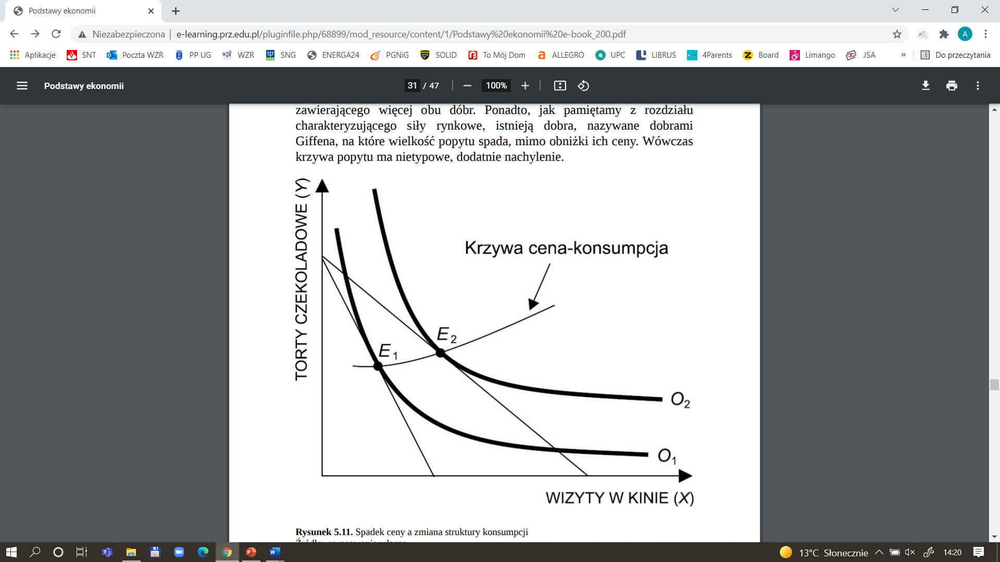 Podstawy ekonomii
Niezabezpieczona e-learning.prz.edu.pl/pluginfile.php/68899/mod_resource/content/1/Podstawy%20ekonomii%20e-book_200.pdf
A
Aplikacje SNT Poczta WZR PP UG WZR SNG ENERGA24 PGNiG SOLID To Mój Dom ALLEGRO UPC LIBRUS 4Parents Board Limango JSA » Do przeczytania
Podstawy ekonomii 31 / 47 100%
zawierającego więcej obu dóbr. Ponadto, jak pamiętamy z rozdziału
charakteryzującego siły rynkowe, istnieją dobra, nazywane dobrami
Giffena, na które wielkość popytu spada, mimo obniżki ich ceny. Wówczas
krzywa popytu ma nietypowe, dodatnie nachylenie.
TORTY CZEKOLADOWE (Y)
Krzywa cena-konsumpcja
E2
E1
O2
O1
WIZYTY W KINIE (X)
Rysunek 5.11. Spadek ceny a zmiana struktury konsumpcji
13°C Słonecznie 14:20